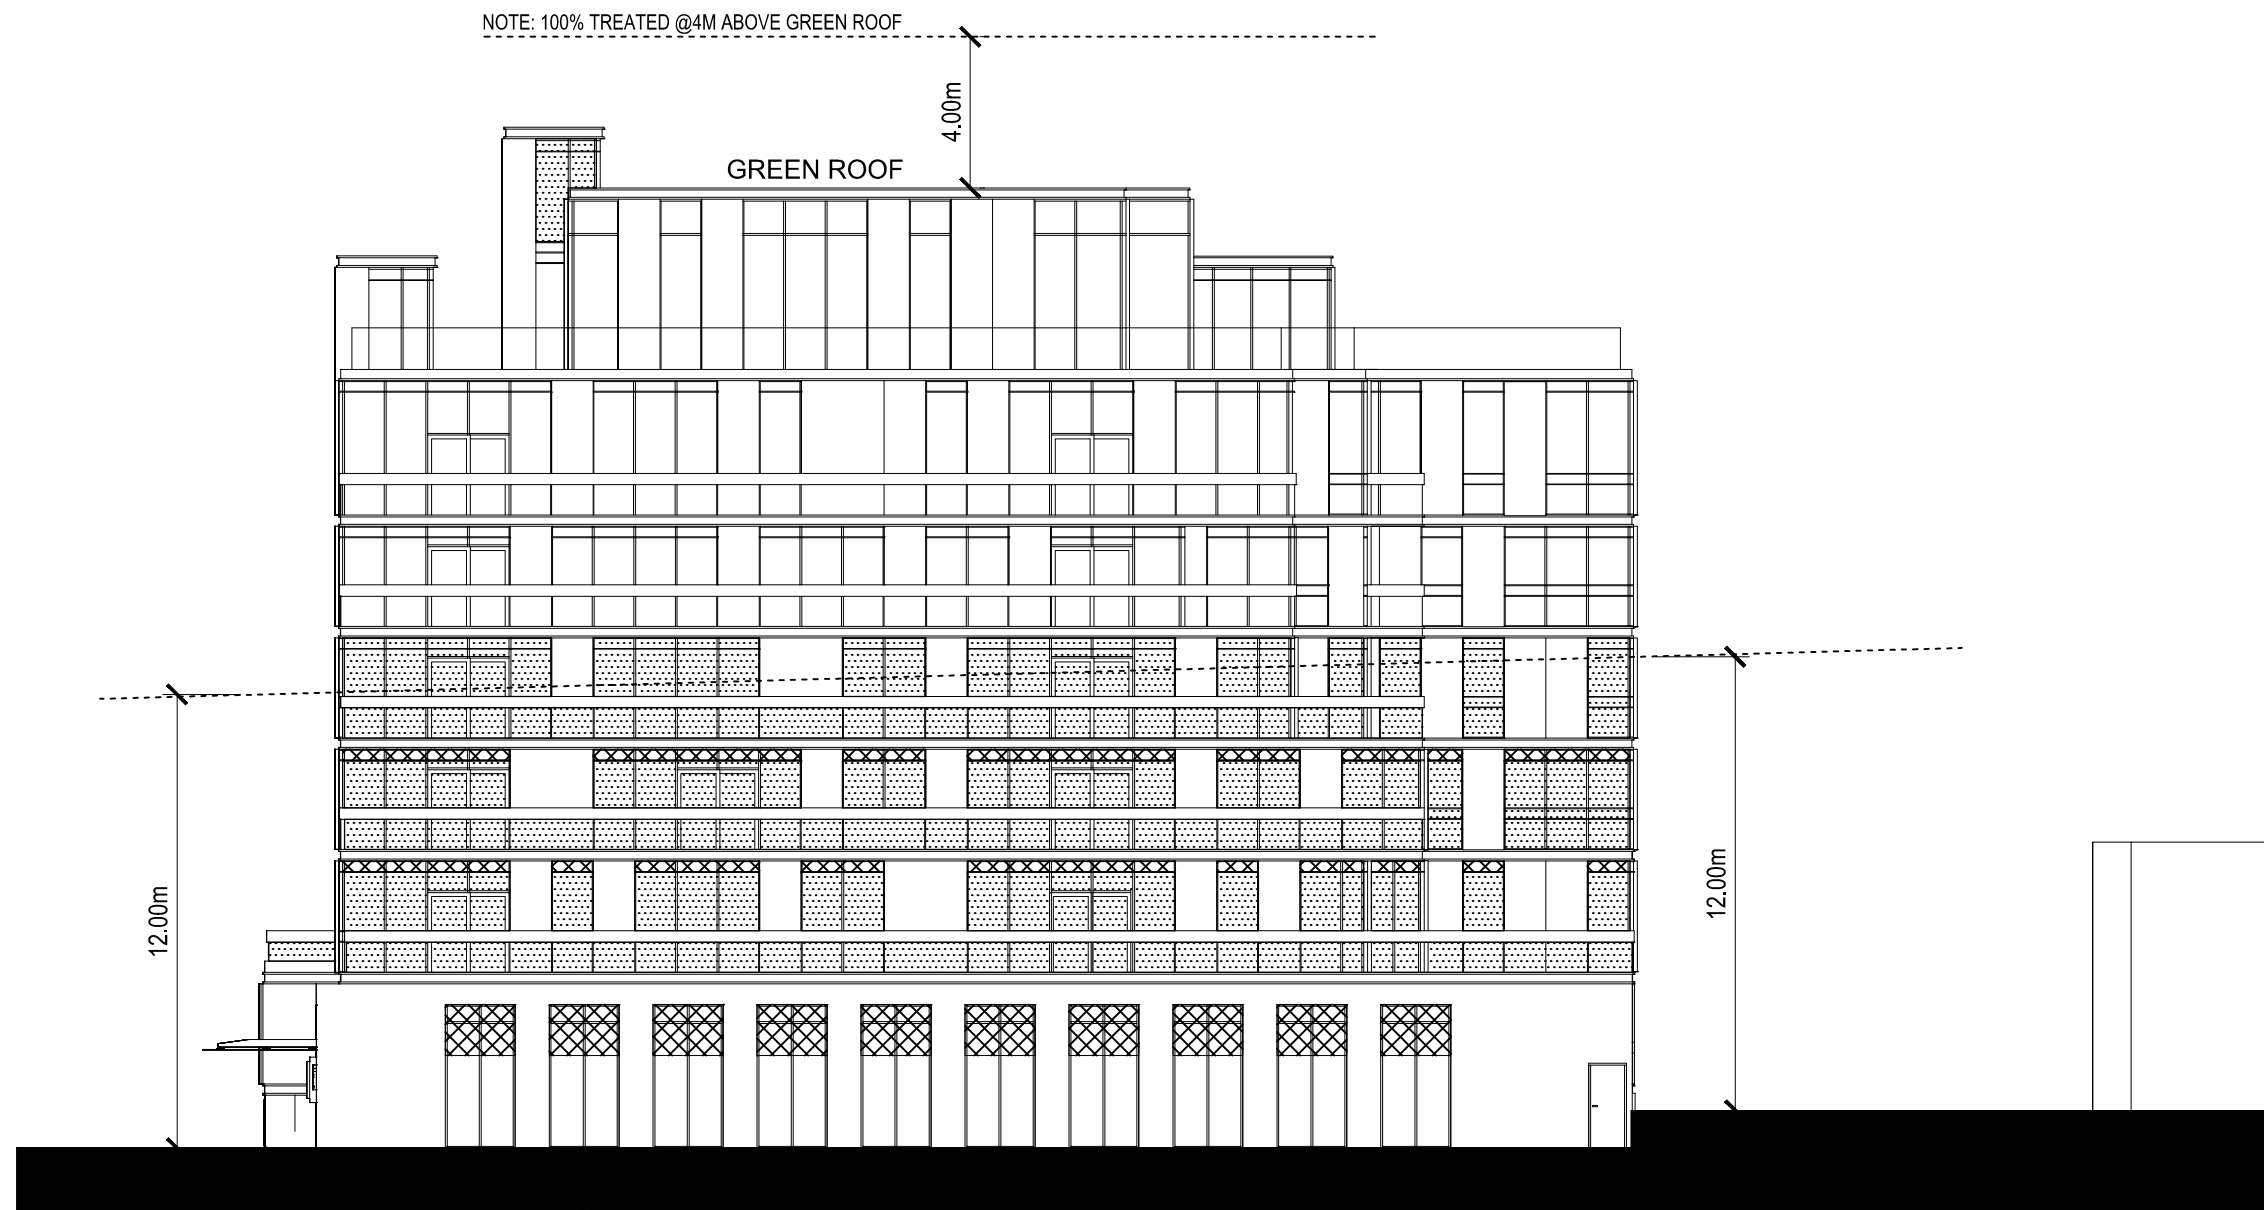 NOTE: 100% TREATED @4M ABOVE GREEN ROOF
4.00m
GREEN ROOF
12.00m
12.00m